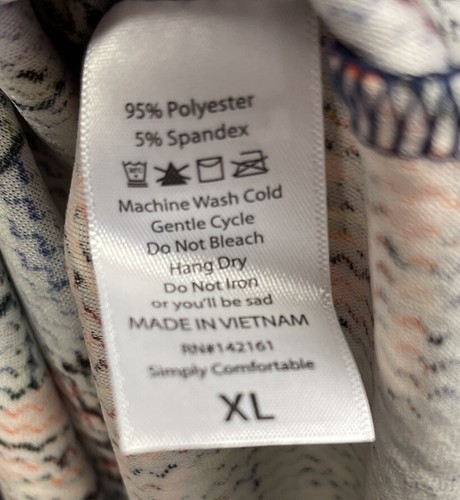 95% Polyester
5% Spandex
Machine Wash Cold
Gentle Cycle
Do Not Bleach
Hang Dry
Do Not Iron
or you'll be sad
MADE IN VIETNAM
RN#142161
Simply Comfortable
XL